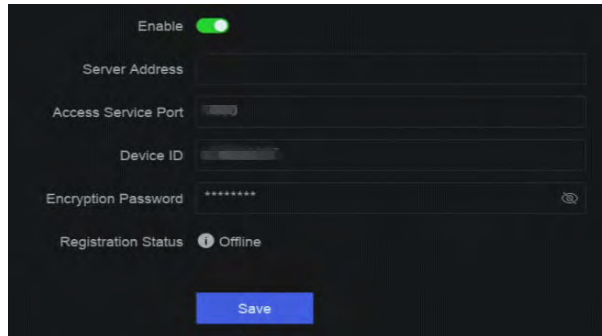 Enable
Server Address
Access Service Port
Device ID
Encryption Password ********
Registration Status Offline
Save